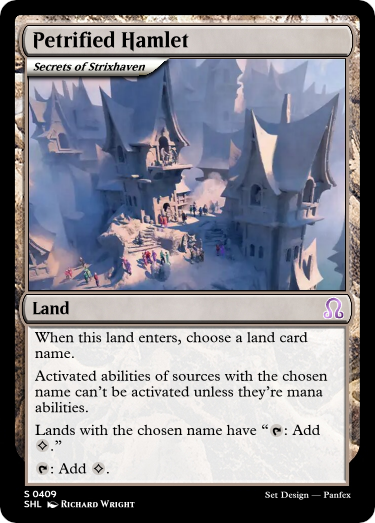 Petrified Hamlet
Secrets of Strixhaven
Land
When this land enters, choose a land card
name.
Activated abilities of sources with the chosen
name can't be activated unless they're mana
abilities.
Lands with the chosen name have “: Add
.”
: Add .
S 0409
SHL Richard Wright
Set Design — Panfex